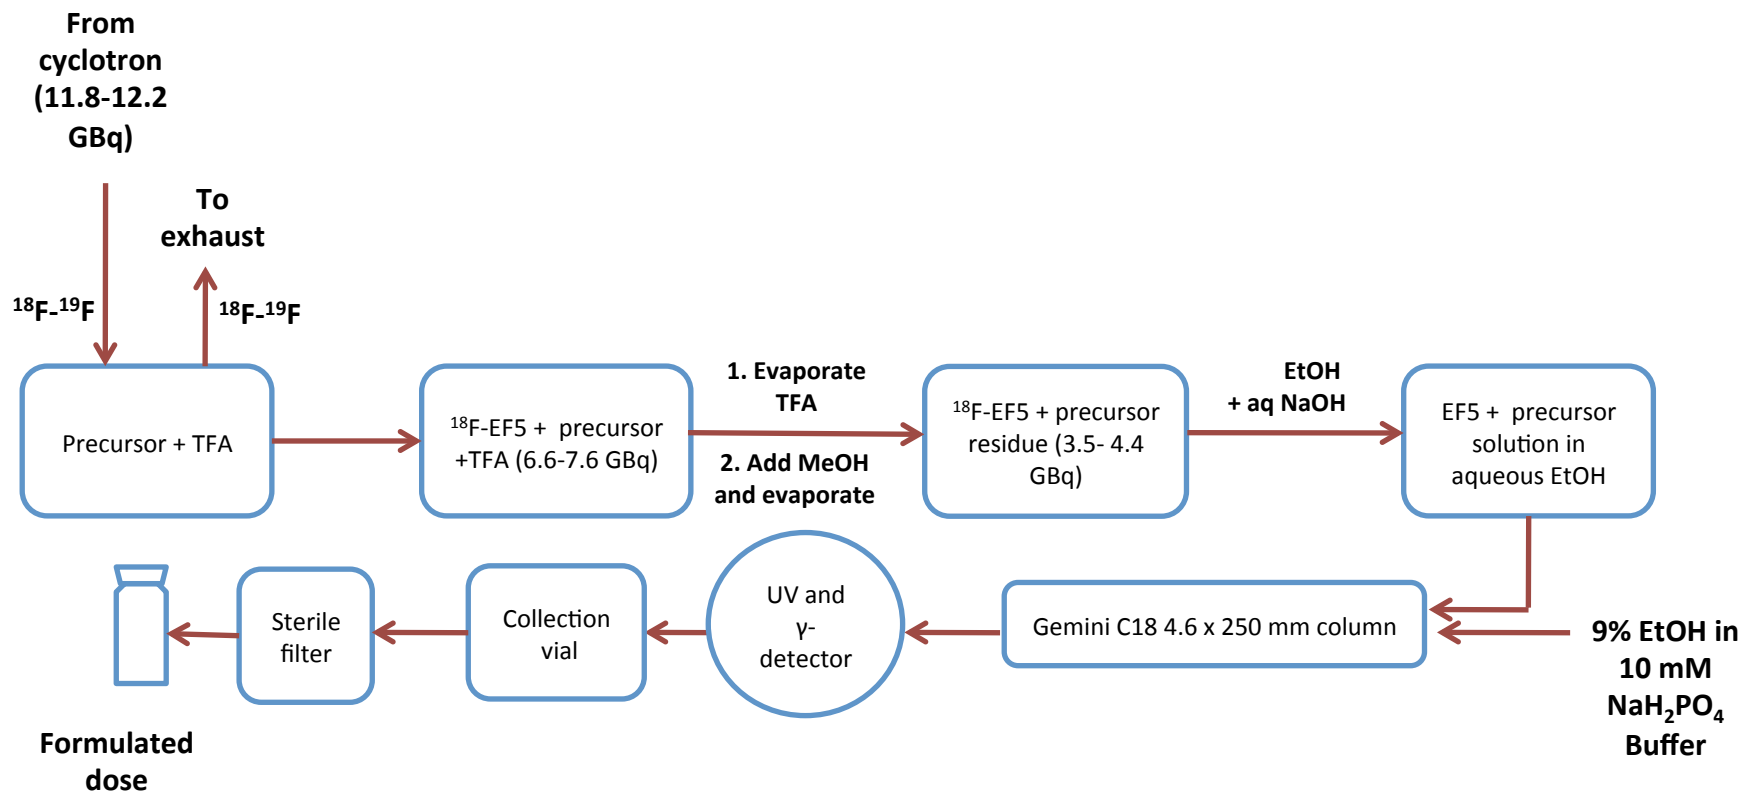 From
cyclotron
(11.8-12.2
GBq)
To
exhaust
¹⁸F-¹⁹F
¹⁸F-¹⁹F
Precursor + TFA
¹⁸F-EF5 + precursor
+TFA (6.6-7.6 GBq)
1. Evaporate
TFA
2. Add MeOH
and evaporate
¹⁸F-EF5 + precursor
residue (3.5- 4.4
GBq)
EtOH
+ aq NaOH
EF5 + precursor
solution in
aqueous EtOH
9% EtOH in
10 mM
NaH₂PO₄
Buffer
Gemini C18 4.6 x 250 mm column
UV and
γ-
detector
Collection
vial
Sterile
filter
Formulated
dose